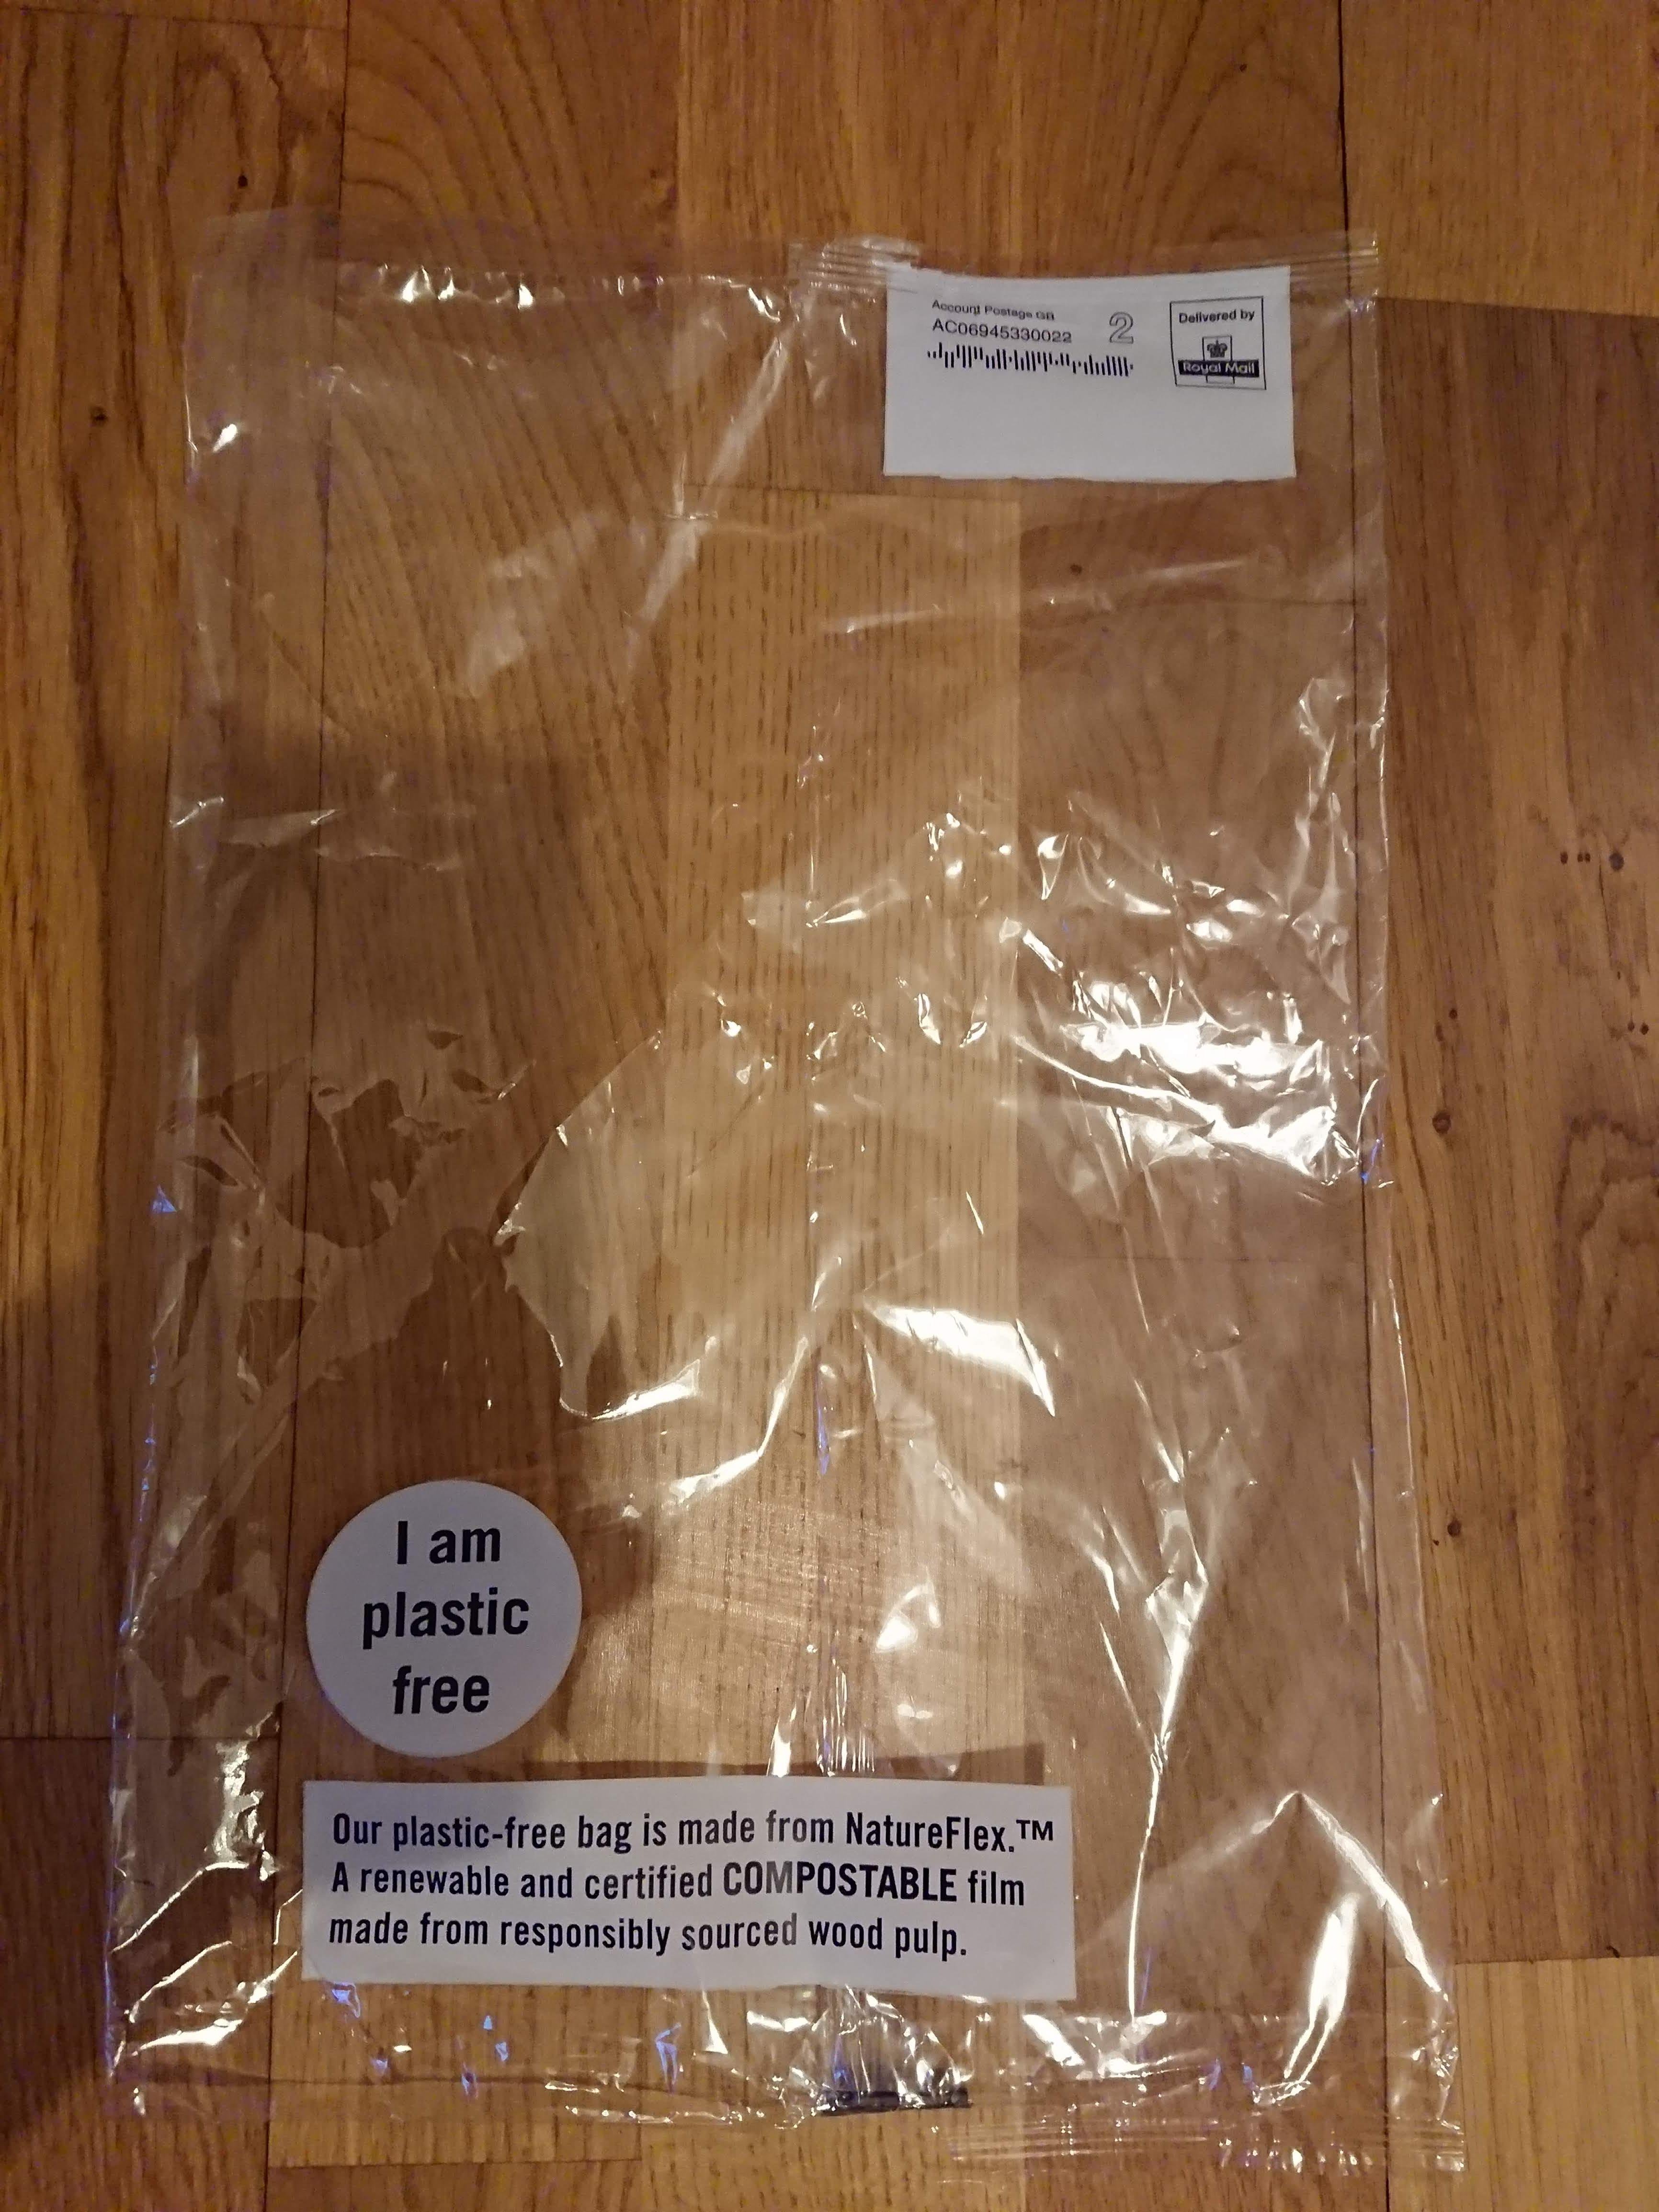 Account Postage GB
AC06945330022
2
Delivered by
Royal Mail
I am
plastic
free
Our plastic-free bag is made from NatureFlex.™
A renewable and certified COMPOSTABLE film
made from responsibly sourced wood pulp.